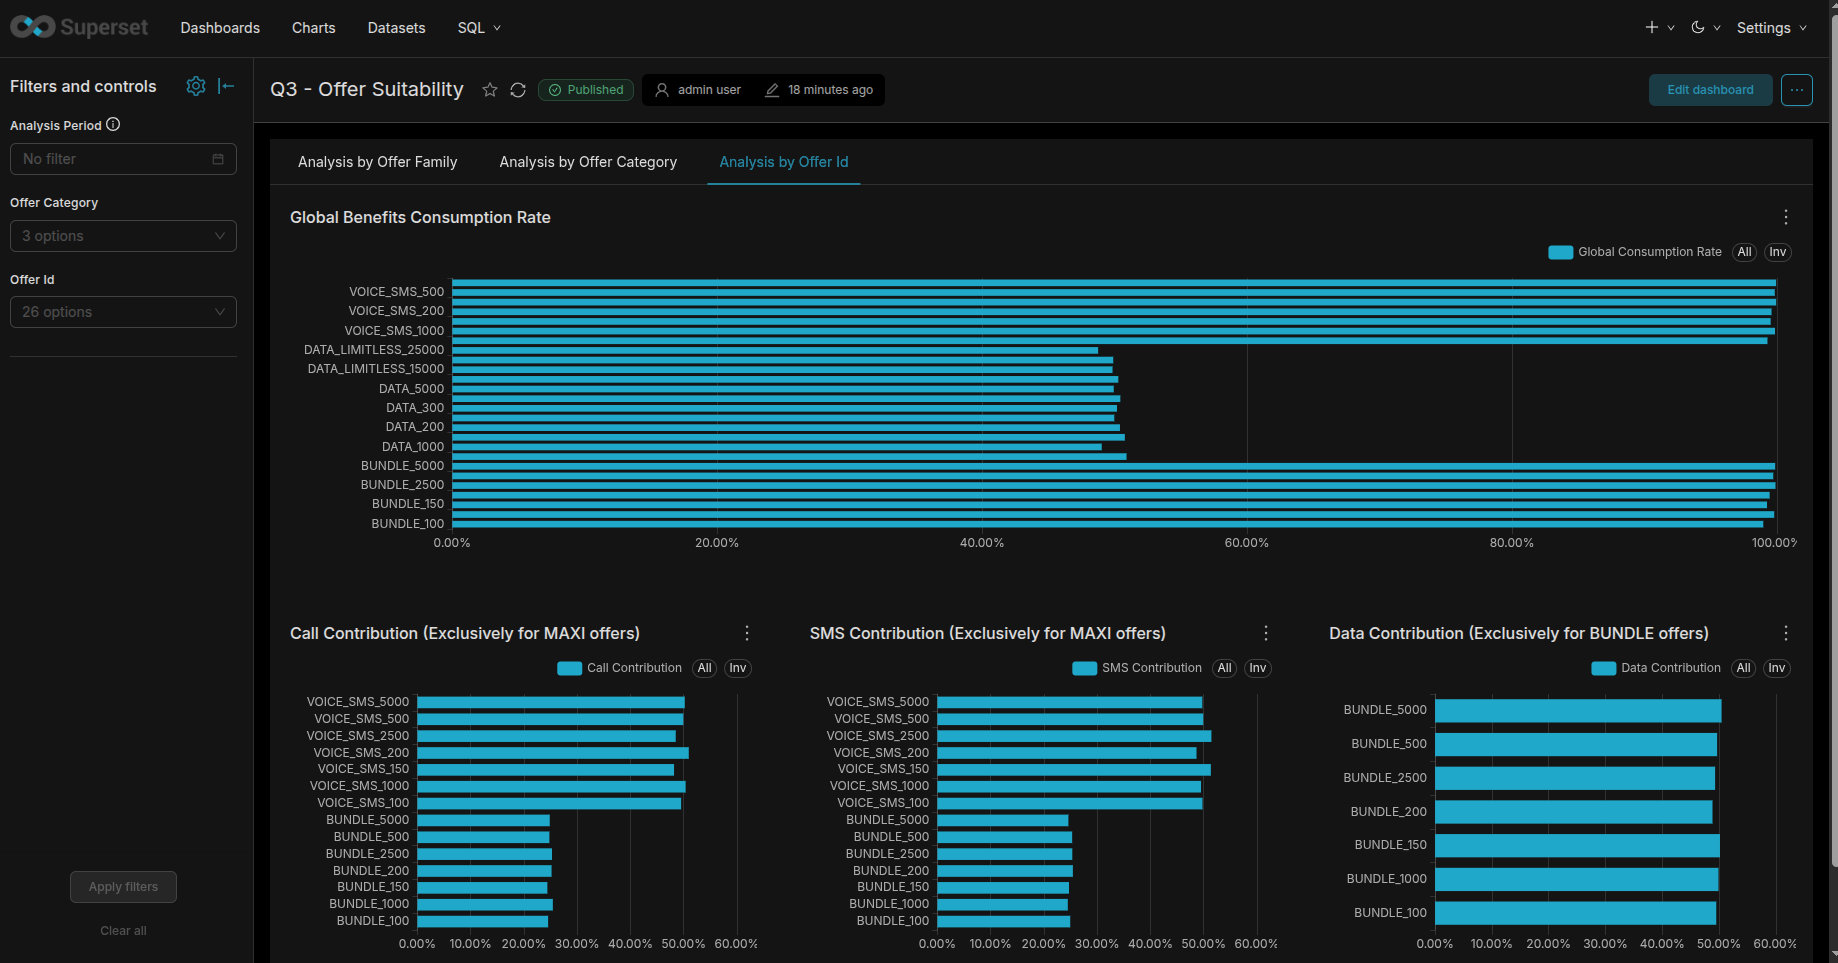 Superset
Dashboards
Charts
Datasets
SQL
Settings
Filters and controls
Analysis Period
No filter
Offer Category
3 options
Offer Id
26 options
Apply filters
Clear all
Q3 - Offer Suitability
Published
admin user
18 minutes ago
Edit dashboard
Analysis by Offer Family
Analysis by Offer Category
Analysis by Offer Id
Global Benefits Consumption Rate
Global Consumption Rate
All
Inv
VOICE_SMS_500
VOICE_SMS_200
VOICE_SMS_1000
DATA_LIMITLESS_25000
DATA_LIMITLESS_15000
DATA_5000
DATA_300
DATA_200
DATA_1000
BUNDLE_5000
BUNDLE_2500
BUNDLE_150
BUNDLE_100
0.00% 20.00% 40.00% 60.00% 80.00% 100.00%
Call Contribution (Exclusively for MAXI offers)
Call Contribution
All
Inv
VOICE_SMS_5000
VOICE_SMS_500
VOICE_SMS_2500
VOICE_SMS_200
VOICE_SMS_150
VOICE_SMS_1000
VOICE_SMS_100
BUNDLE_5000
BUNDLE_500
BUNDLE_2500
BUNDLE_200
BUNDLE_150
BUNDLE_1000
BUNDLE_100
0.00% 10.00% 20.00% 30.00% 40.00% 50.00% 60.00%
SMS Contribution (Exclusively for MAXI offers)
SMS Contribution
All
Inv
VOICE_SMS_5000
VOICE_SMS_500
VOICE_SMS_2500
VOICE_SMS_200
VOICE_SMS_150
VOICE_SMS_1000
VOICE_SMS_100
BUNDLE_5000
BUNDLE_500
BUNDLE_2500
BUNDLE_200
BUNDLE_150
BUNDLE_1000
BUNDLE_100
0.00% 10.00% 20.00% 30.00% 40.00% 50.00% 60.00%
Data Contribution (Exclusively for BUNDLE offers)
Data Contribution
All
Inv
BUNDLE_5000
BUNDLE_500
BUNDLE_2500
BUNDLE_200
BUNDLE_150
BUNDLE_1000
BUNDLE_100
0.00% 10.00% 20.00% 30.00% 40.00% 50.00% 60.00%